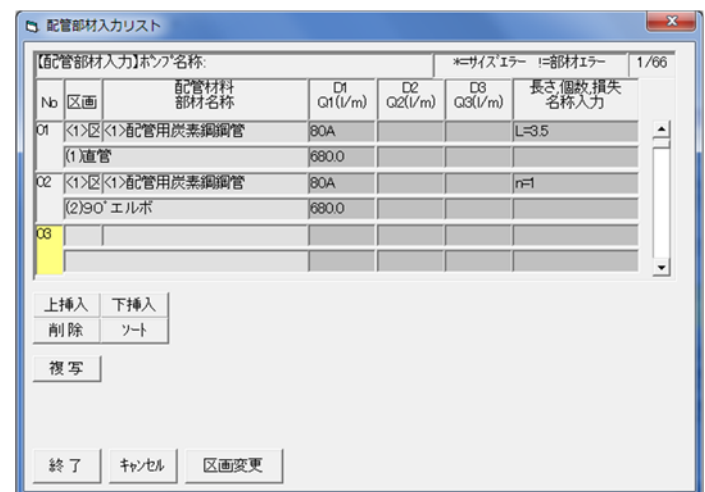 配管部材入力リスト
【配管部材入力】ﾎﾟﾝﾌﾟ名称: *=ｻｲｽﾞｴﾗｰ !=部材ｴﾗｰ 1/66
No 区画 配管材料 部材名称 D1 Q1(l/m) D2 Q2(l/m) D3 Q3(l/m) 長さ,個数,損失 名称入力
01 <1>区 <1>配管用炭素鋼鋼管 80A L=3.5
(1)直管 680.0
02 <1>区 <1>配管用炭素鋼鋼管 80A n=1
(2)90ﾟエルボ 680.0
03
上挿入 下挿入
削除 ソート
複写
終了 ｷｬﾝｾﾙ 区画変更